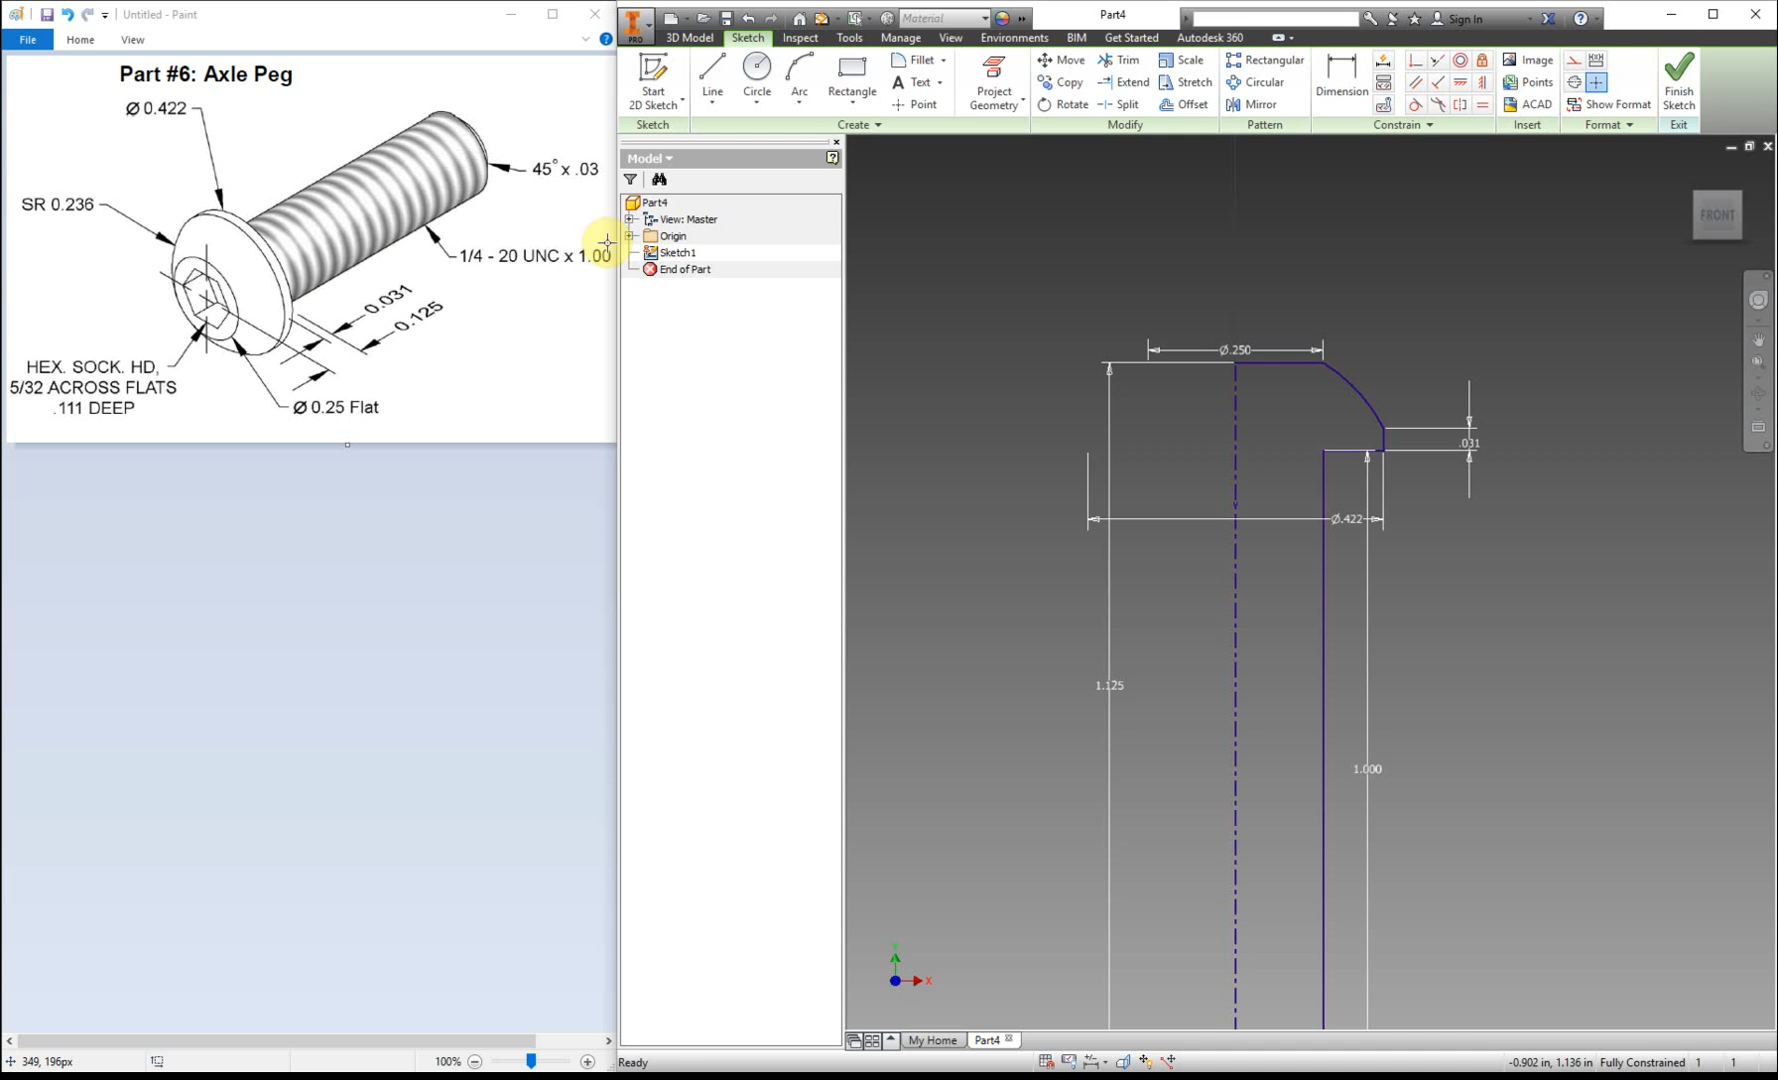 Untitled - Paint
File Home View
Part #6: Axle Peg
Ø 0.422
45° x .03
SR 0.236
1/4 - 20 UNC x 1.00
0.031
0.125
HEX. SOCK. HD,
5/32 ACROSS FLATS
.111 DEEP
Ø 0.25 Flat
349, 196px
100%
PRO
Material
Part4
Sign In
3D Model Sketch Inspect Tools Manage View Environments BIM Get Started Autodesk 360
Start
2D Sketch
Line
Circle
Arc
Rectangle
Fillet
Text
Point
Project
Geometry
Move
Copy
Rotate
Trim
Extend
Split
Scale
Stretch
Offset
Rectangular
Circular
Mirror
Dimension
Image
Points
ACAD
Show Format
Finish
Sketch
Sketch Create Modify Pattern Constrain Insert Format Exit
Model
Part4
View: Master
Origin
Sketch1
End of Part
FRONT
Ø.250
.031
Ø.422
1.125
1.000
Y
X
My Home
Part4
Ready
-0.902 in, 1.136 in Fully Constrained 1 1